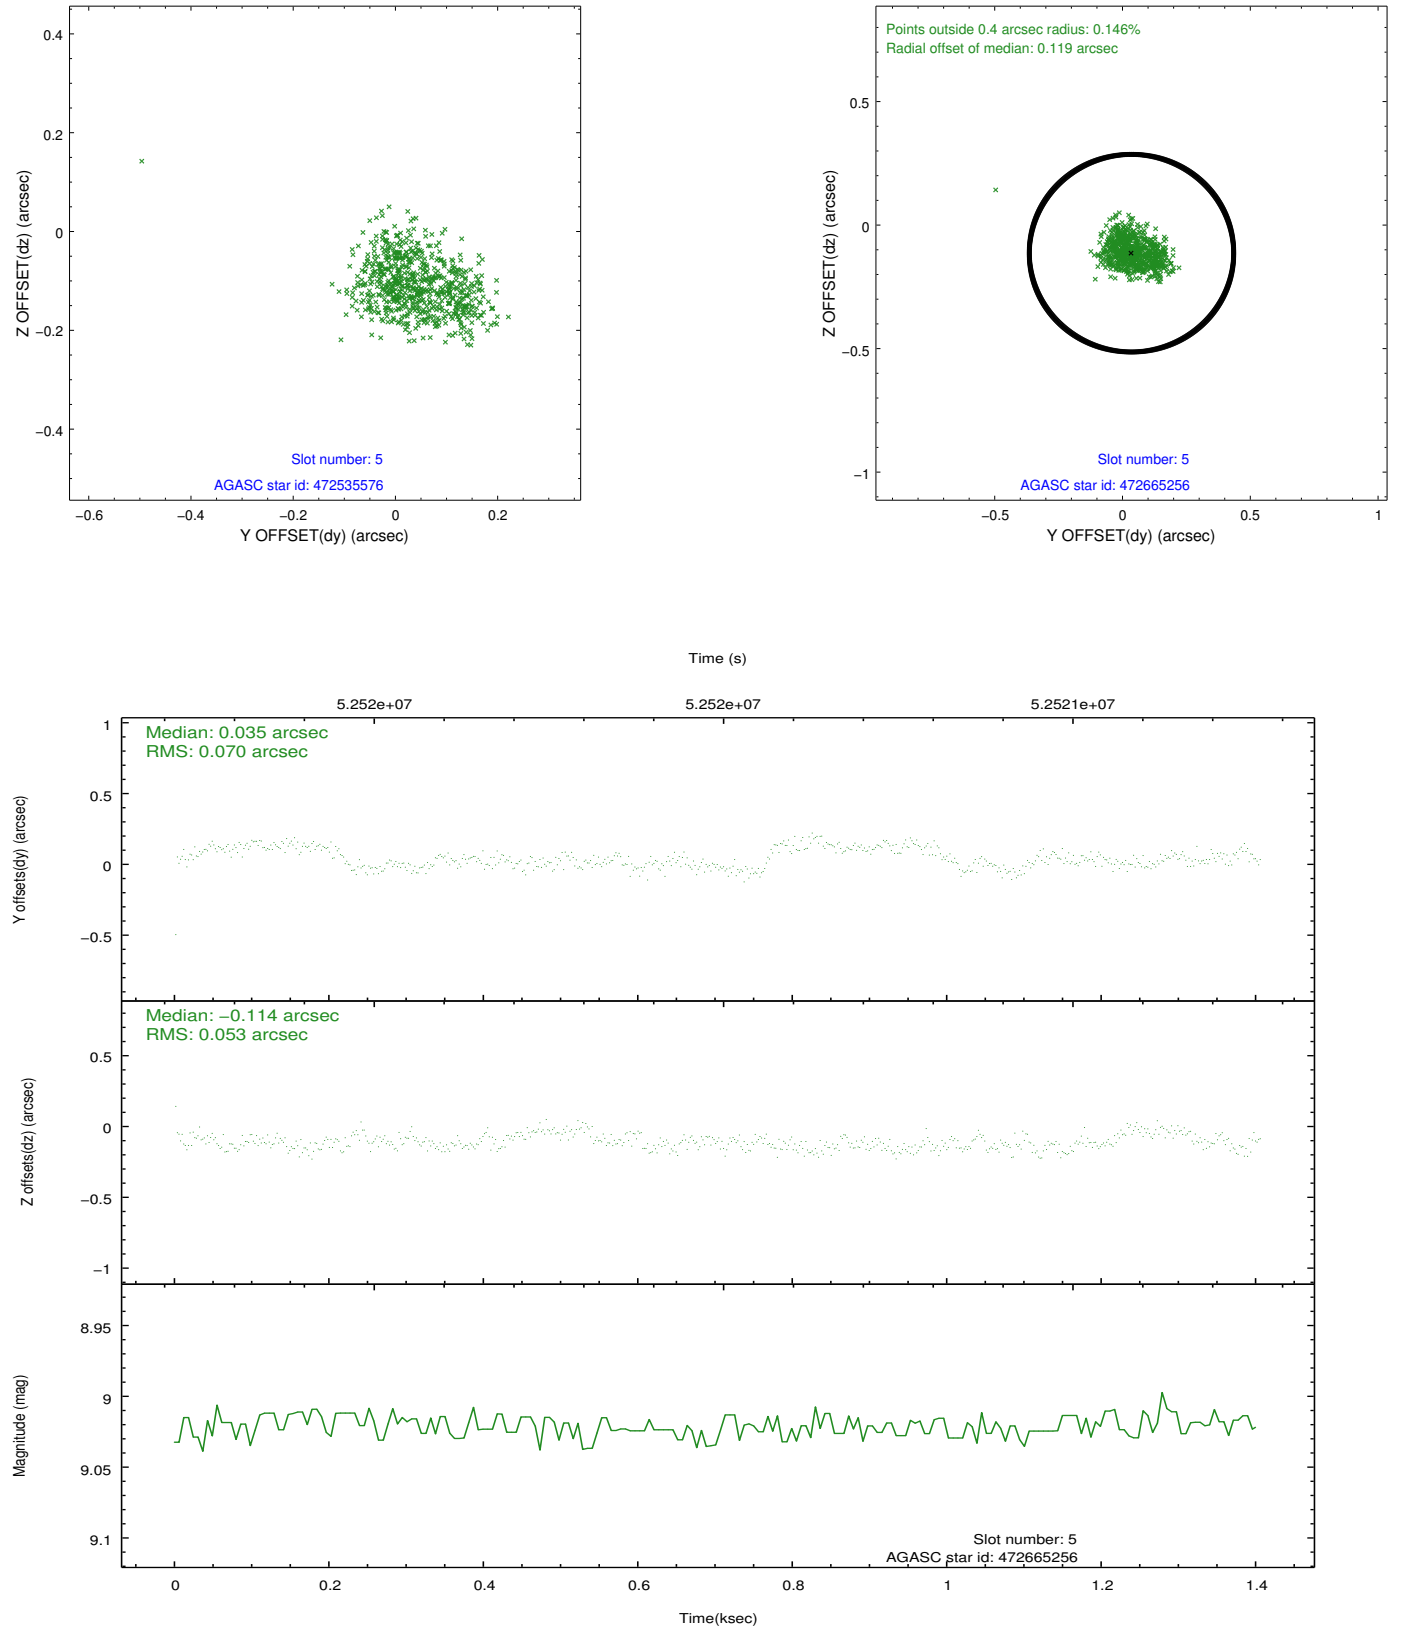 0.4
0.2
0
−0.2
−0.4
Z OFFSET(dz) (arcsec)
Slot number: 5
AGASC star id: 472535576
−0.6
−0.4
−0.2
0
0.2
Y OFFSET(dy) (arcsec)
Points outside 0.4 arcsec radius: 0.146%
Radial offset of median: 0.119 arcsec
0.5
0
−0.5
−1
Z OFFSET(dz) (arcsec)
Slot number: 5
AGASC star id: 472665256
−0.5
0
0.5
1
Y OFFSET(dy) (arcsec)
Time (s)
5.252e+07
5.252e+07
5.2521e+07
Median: 0.035 arcsec
RMS: 0.070 arcsec
1
0.5
0
−0.5
Y offsets(dy) (arcsec)
Median: −0.114 arcsec
RMS: 0.053 arcsec
0.5
0
−0.5
−1
Z offsets(dz) (arcsec)
8.95
9
9.05
9.1
Magnitude (mag)
Slot number: 5
AGASC star id: 472665256
0
0.2
0.4
0.6
0.8
1
1.2
1.4
Time(ksec)